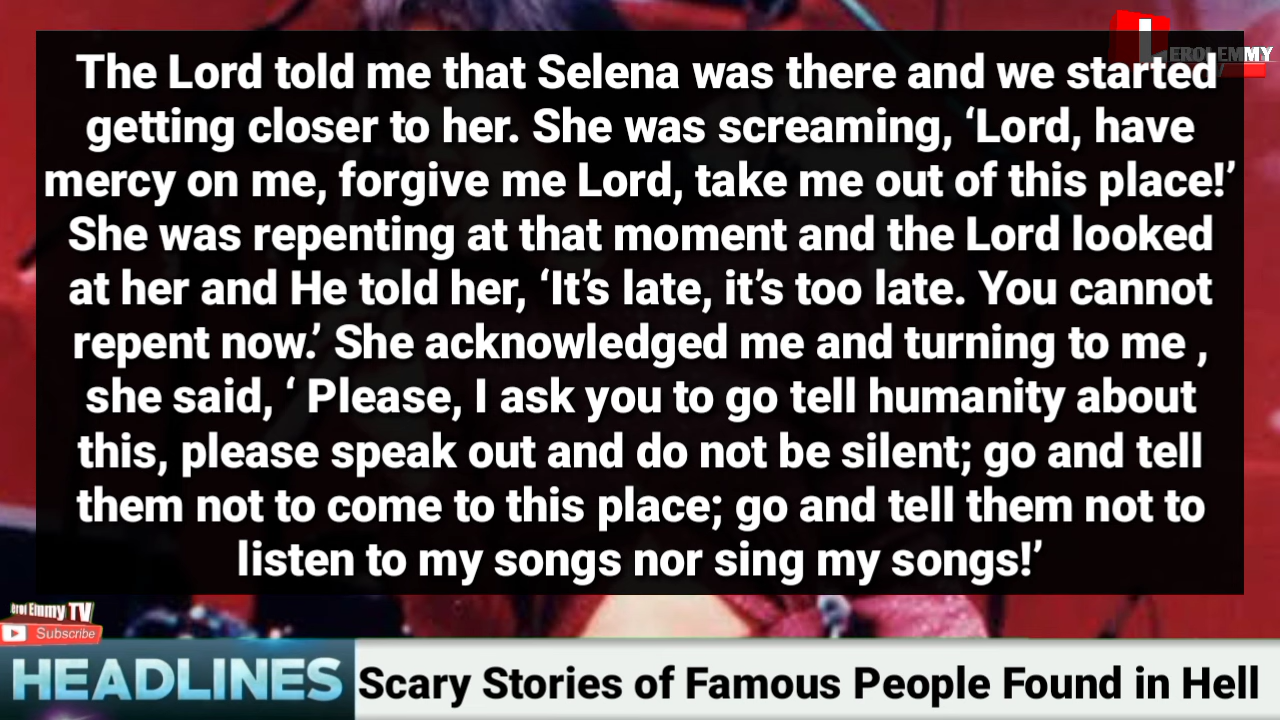 EROLEMMY
The Lord told me that Selena was there and we started
getting closer to her. She was screaming, ‘Lord, have
mercy on me, forgive me Lord, take me out of this place!’
She was repenting at that moment and the Lord looked
at her and He told her, ‘It’s late, it’s too late. You cannot
repent now.’ She acknowledged me and turning to me ,
she said, ‘ Please, I ask you to go tell humanity about
this, please speak out and do not be silent; go and tell
them not to come to this place; go and tell them not to
listen to my songs nor sing my songs!’
Erol Emmy TV
Subscribe
HEADLINES
Scary Stories of Famous People Found in Hell